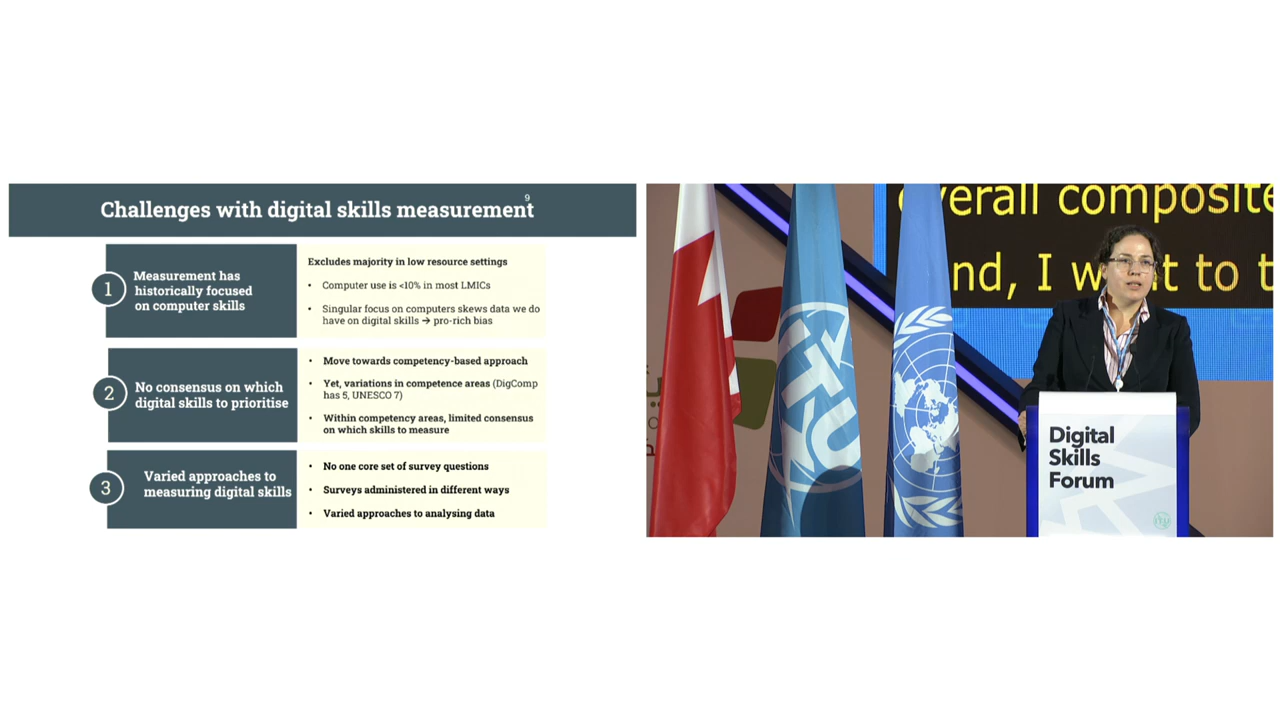 9
Challenges with digital skills measurement
1
Measurement has
historically focused
on computer skills
Excludes majority in low resource settings
• Computer use is <10% in most LMICs
• Singular focus on computers skews data we do
have on digital skills → pro-rich bias
2
No consensus on which
digital skills to prioritise
• Move towards competency-based approach
• Yet, variations in competence areas (DigComp
has 5, UNESCO 7)
• Within competency areas, limited consensus
on which skills to measure
3
Varied approaches to
measuring digital skills
• No one core set of survey questions
• Surveys administered in different ways
• Varied approaches to analysing data
overall composite
nd, I w t to t
ITU
Digital
Skills
Forum